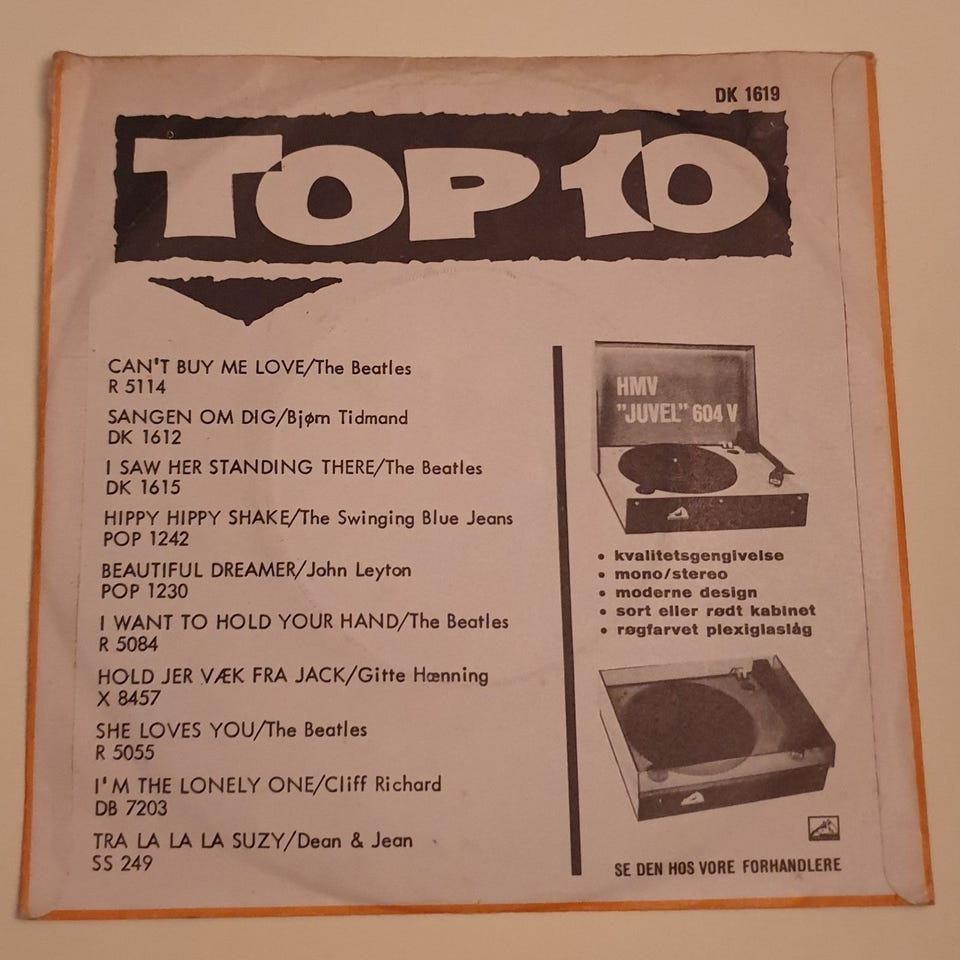 DK 1619
TOP 10
CAN'T BUY ME LOVE/The Beatles
R 5114
SANGEN OM DIG/Bjørn Tidmand
DK 1612
I SAW HER STANDING THERE/The Beatles
DK 1615
HIPPY HIPPY SHAKE/The Swinging Blue Jeans
POP 1242
BEAUTIFUL DREAMER/John Leyton
POP 1230
I WANT TO HOLD YOUR HAND/The Beatles
R 5084
HOLD JER VÆK FRA JACK/Gitte Hænning
X 8457
SHE LOVES YOU/The Beatles
R 5055
I'M THE LONELY ONE/Cliff Richard
DB 7203
TRA LA LA LA SUZY/Dean & Jean
SS 249
HMV
"JUVEL" 604 V
• kvalitetsgengivelse
• mono/stereo
• moderne design
• sort eller rødt kabinet
• røgfarvet plexiglaslåg
SE DEN HOS VORE FORHANDLERE